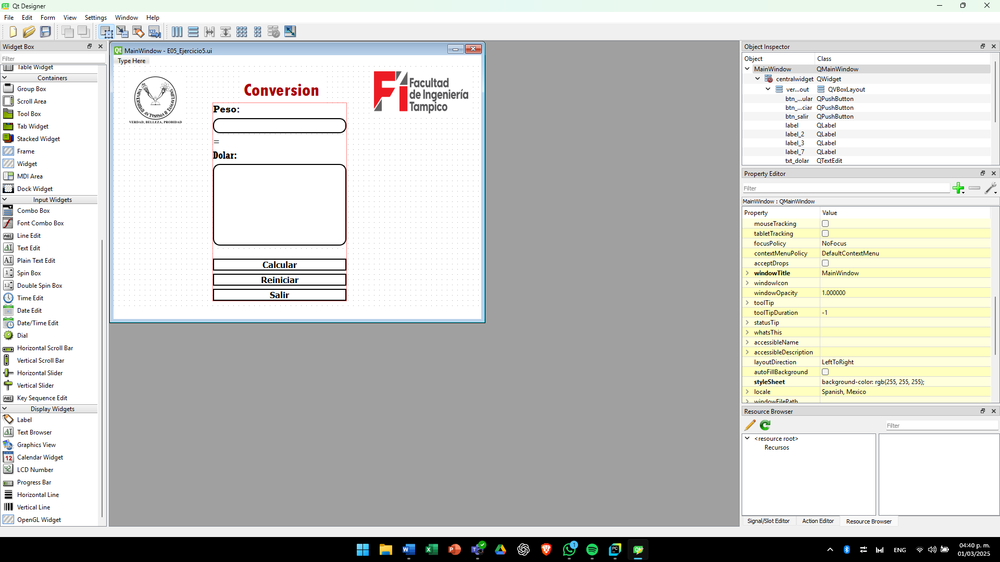 Qt Designer
File Edit Form View Settings Window Help
Widget Box
Filter
Table Widget
Containers
Group Box
Scroll Area
Tool Box
Tab Widget
Stacked Widget
Frame
Widget
MDI Area
Dock Widget
Input Widgets
Combo Box
Font Combo Box
Line Edit
Text Edit
Plain Text Edit
Spin Box
Double Spin Box
Time Edit
Date Edit
Date/Time Edit
Dial
Horizontal Scroll Bar
Vertical Scroll Bar
Horizontal Slider
Vertical Slider
Key Sequence Edit
Display Widgets
Label
Text Browser
Graphics View
Calendar Widget
LCD Number
Progress Bar
Horizontal Line
Vertical Line
OpenGL Widget
MainWindow - E05_Ejercicio5.ui
Type Here
UNIVERSIDAD AVTONOMA D TAMAVLIPAS
VERDAD, BELLEZA, PROBIDAD
Conversion
Fi Facultad
de Ingeniería
Tampico
Peso:
=
Dolar:
Calcular
Reiniciar
Salir
Object Inspector
Object Class
MainWindow QMainWindow
centralwidget QWidget
ver...out QVBoxLayout
btn_...ular QPushButton
btn_...ciar QPushButton
btn_salir QPushButton
label QLabel
label_2 QLabel
label_3 QLabel
label_7 QLabel
txt_dolar QTextEdit
Property Editor
Filter
MainWindow : QMainWindow
Property Value
mouseTracking
tabletTracking
focusPolicy NoFocus
contextMenuPolicy DefaultContextMenu
acceptDrops
windowTitle MainWindow
windowIcon
windowOpacity 1.000000
toolTip
toolTipDuration -1
statusTip
whatsThis
accessibleName
accessibleDescription
layoutDirection LeftToRight
autoFillBackground
styleSheet background-color: rgb(255, 255, 255);
locale Spanish, Mexico
windowFilePath
Resource Browser
Filter
<resource root>
Recursos
Signal/Slot Editor Action Editor Resource Browser
ENG
04:40 p. m.
01/03/2025